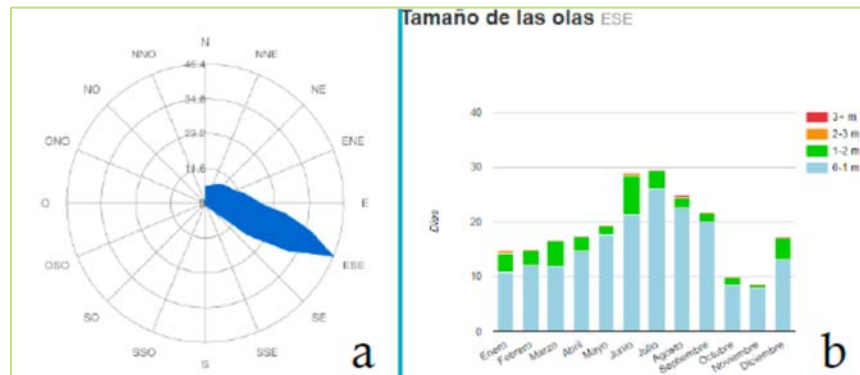 Tamaño de las olas ESE
N
NNO
NNE
46.4
NO
34.8
NE
23.2
ONO
11.6
ENE
0
O
E
OSO
ESE
SO
SE
SSO
SSE
S
a
40
30
20
10
0
Días
3+ m
2-3 m
1-2 m
0-1 m
Enero
Febrero
Marzo
Abril
Mayo
Junio
Julio
Agosto
Septiembre
Octubre
Noviembre
Diciembre
b